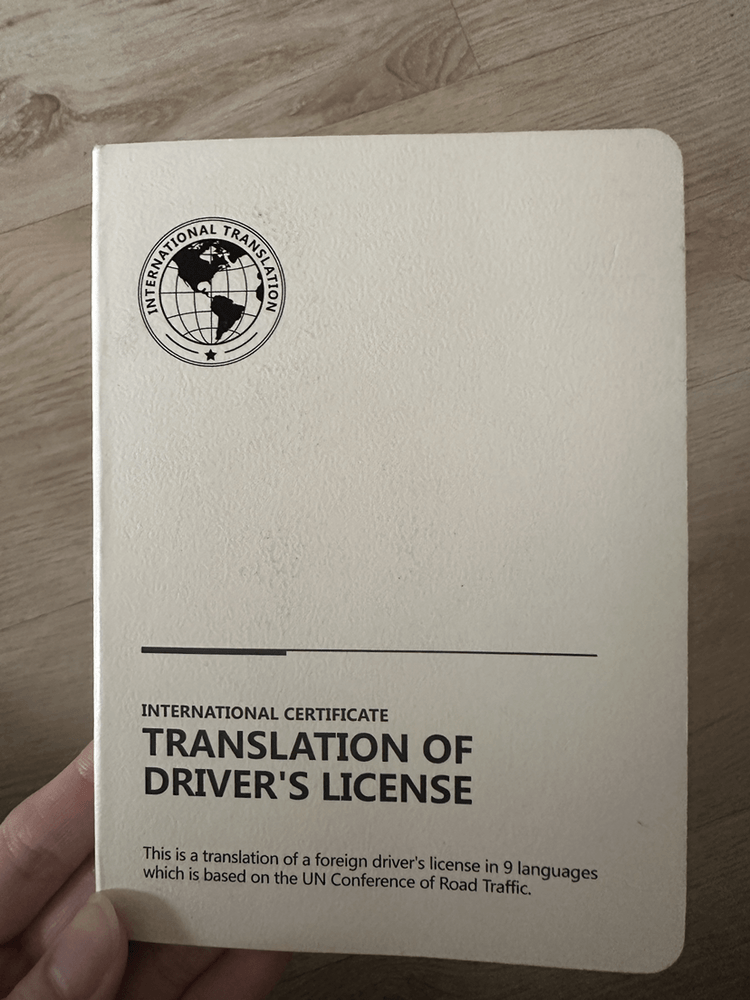 INTERNATIONAL TRANSLATION
INTERNATIONAL CERTIFICATE
TRANSLATION OF
DRIVER'S LICENSE
This is a translation of a foreign driver's license in 9 languages
which is based on the UN Conference of Road Traffic.